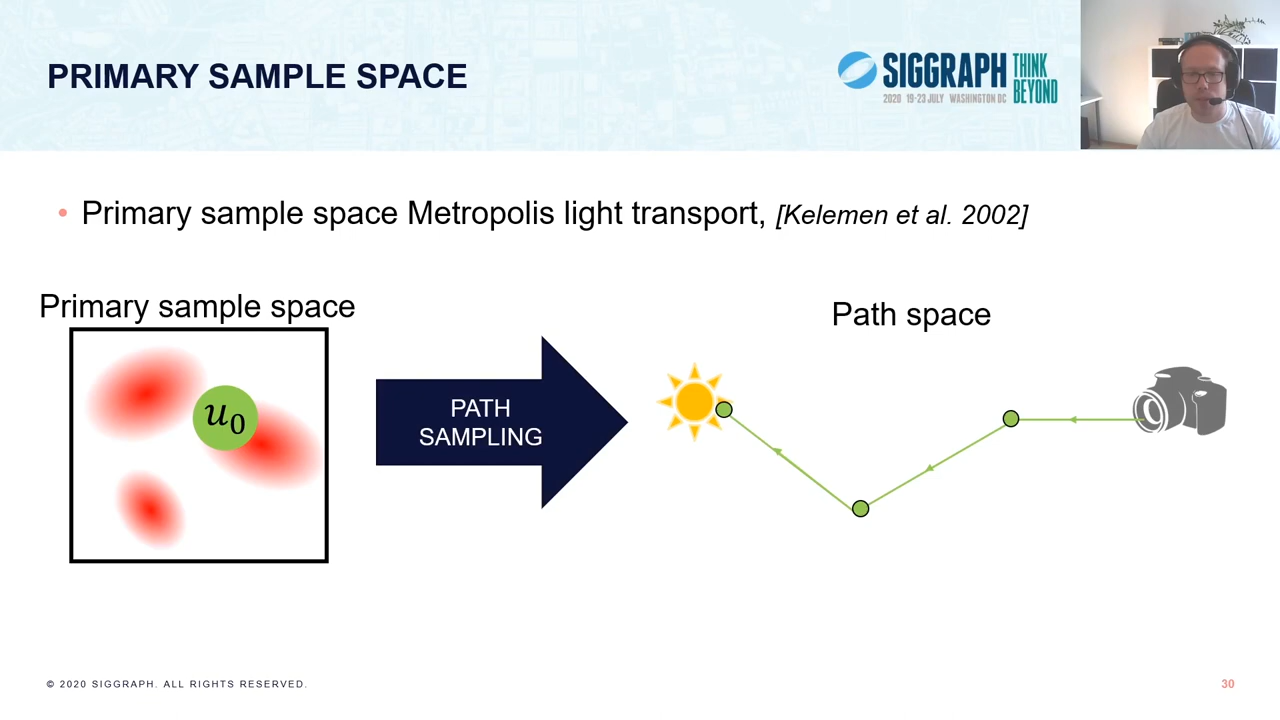 PRIMARY SAMPLE SPACE
SIGGRAPH
THINK
BEYOND
2020 19-23 JULY WASHINGTON DC
• Primary sample space Metropolis light transport, [Kelemen et al. 2002]
Primary sample space
Path space
u₀
PATH
SAMPLING
© 2020 SIGGRAPH. ALL RIGHTS RESERVED.
30